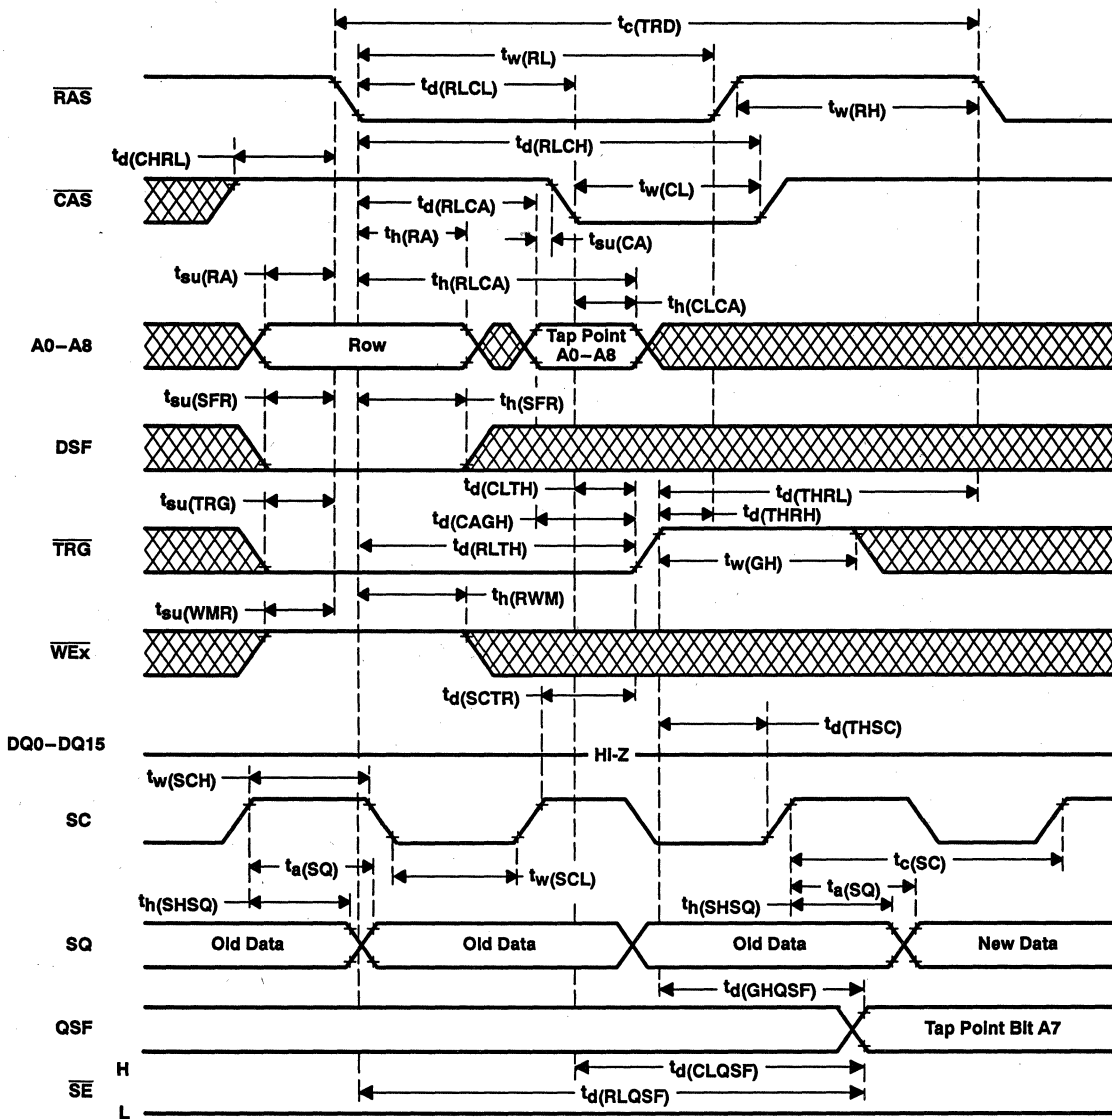 tc(TRD)
tw(RL)
td(RLCL)
RAS
tw(RH)
td(RLCH)
td(CHRL)
tw(CL)
CAS
td(RLCA)
th(RA)
tsu(CA)
tsu(RA)
th(RLCA)
th(CLCA)
A0–A8
Row
Tap Point
A0–A8
tsu(SFR)
th(SFR)
DSF
td(CLTH)
td(THRL)
tsu(TRG)
td(CAGH)
td(THRH)
TRG
td(RLTH)
tw(GH)
tsu(WMR)
th(RWM)
WEx
td(SCTR)
td(THSC)
DQ0–DQ15
HI-Z
tw(SCH)
SC
ta(SQ)
tw(SCL)
tc(SC)
ta(SQ)
th(SHSQ)
th(SHSQ)
SQ
Old Data
Old Data
Old Data
New Data
td(GHQSF)
QSF
Tap Point Bit A7
H
td(CLQSF)
SE
td(RLQSF)
L